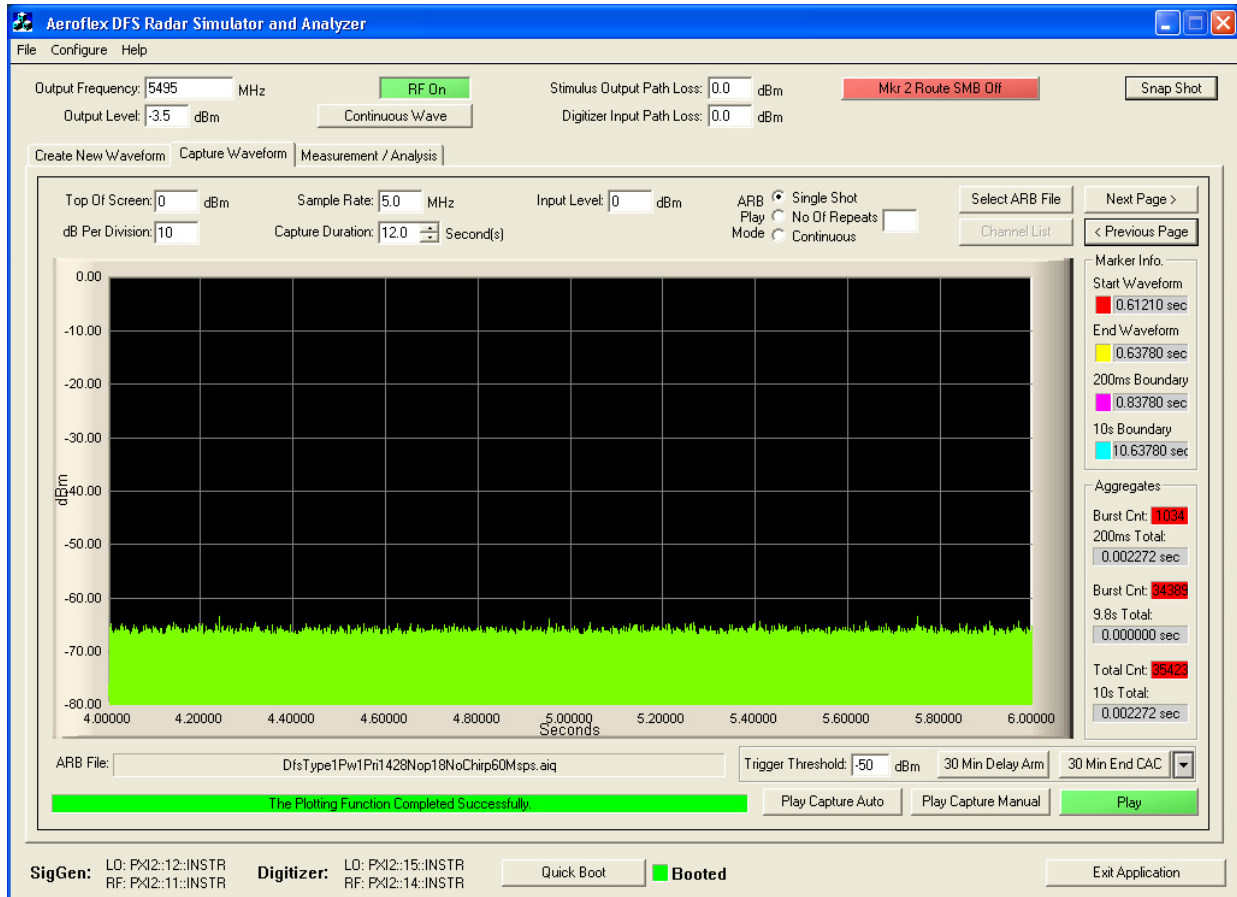 Aeroflex DFS Radar Simulator and Analyzer
File Configure Help
Output Frequency: 5495 MHz
RF On
Stimulus Output Path Loss: 0.0 dBm
Mkr 2 Route SMB Off
Snap Shot
Output Level: -3.5 dBm
Continuous Wave
Digitizer Input Path Loss: 0.0 dBm
Create New Waveform
Capture Waveform
Measurement / Analysis
Top Of Screen: 0 dBm
Sample Rate: 5.0 MHz
Input Level: 0 dBm
ARB Play Mode
Single Shot
No Of Repeats
Continuous
Select ARB File
Next Page >
dB Per Division: 10
Capture Duration: 12.0 Second(s)
Channel List
< Previous Page
0.00
-10.00
-20.00
-30.00
-40.00
-50.00
-60.00
-70.00
-80.00
dBm
4.00000 4.20000 4.40000 4.60000 4.80000 5.00000 5.20000 5.40000 5.60000 5.80000 6.00000
Seconds
Marker Info.
Start Waveform
0.61210 sec
End Waveform
0.63780 sec
200ms Boundary
0.83780 sec
10s Boundary
10.63780 sec
Aggregates
Burst Cnt: 1034
200ms Total:
0.002272 sec
Burst Cnt: 34389
9.8s Total:
0.000000 sec
Total Cnt: 35423
10s Total:
0.002272 sec
ARB File: DfsType1Pw1Pri1428Nop18NoChirp60Msps.aiq
Trigger Threshold: -50 dBm
30 Min Delay Arm
30 Min End CAC
The Plotting Function Completed Successfully.
Play Capture Auto
Play Capture Manual
Play
SigGen:
LO: PXI2::12::INSTR
RF: PXI2::11::INSTR
Digitizer:
LO: PXI2::15::INSTR
RF: PXI2::14::INSTR
Quick Boot
Booted
Exit Application